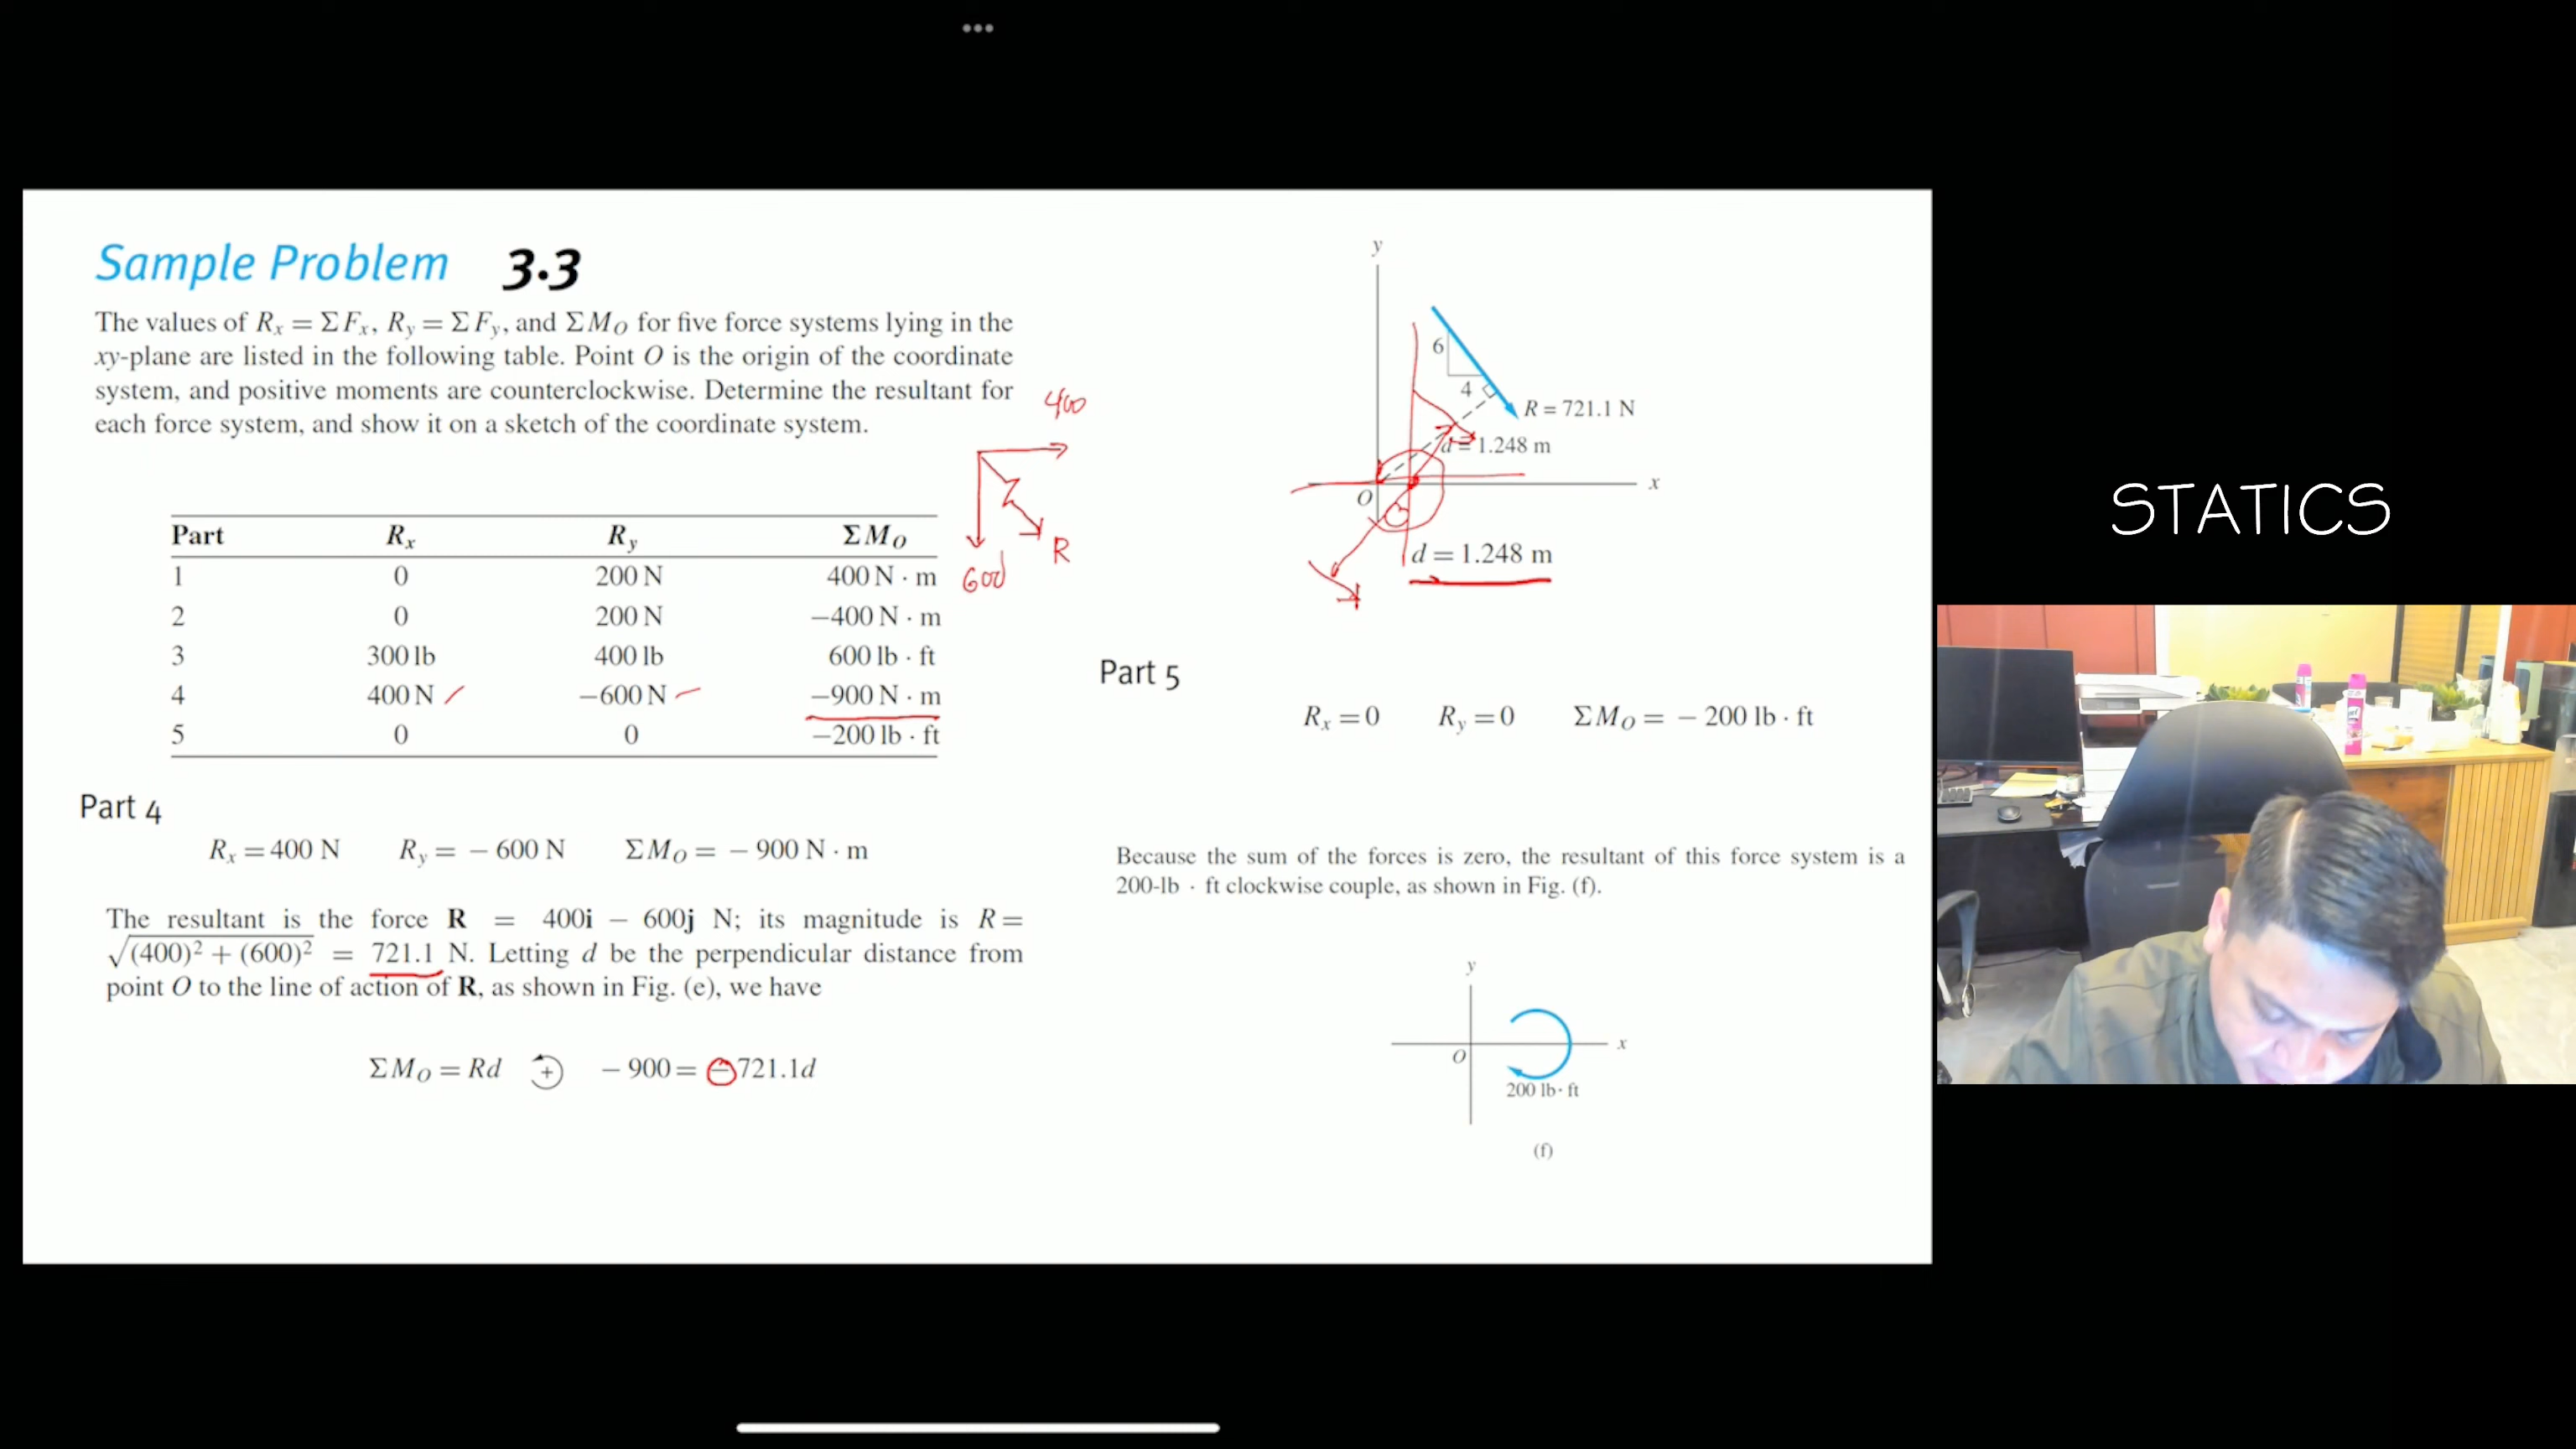 Sample Problem 3.3
The values of Rx = ΣFx, Ry = ΣFy, and ΣMO for five force systems lying in the
xy-plane are listed in the following table. Point O is the origin of the coordinate
system, and positive moments are counterclockwise. Determine the resultant for
each force system, and show it on a sketch of the coordinate system.
400
600
R
Part Rx Ry ΣMO
1 0 200 N 400 N · m
2 0 200 N −400 N · m
3 300 lb 400 lb 600 lb · ft
4 400 N −600 N −900 N · m
5 0 0 −200 lb · ft
Part 4
Rx = 400 N Ry = − 600 N ΣMO = − 900 N · m
The resultant is the force R = 400i − 600j N; its magnitude is R =
√(400)² + (600)² = 721.1 N. Letting d be the perpendicular distance from
point O to the line of action of R, as shown in Fig. (e), we have
ΣMO = Rd + − 900 = −721.1d
y
6
4
R = 721.1 N
d = 1.248 m
O
x
d = 1.248 m
Part 5
Rx = 0 Ry = 0 ΣMO = − 200 lb · ft
Because the sum of the forces is zero, the resultant of this force system is a
200-lb · ft clockwise couple, as shown in Fig. (f).
y
O
x
200 lb · ft
(f)
STATICS